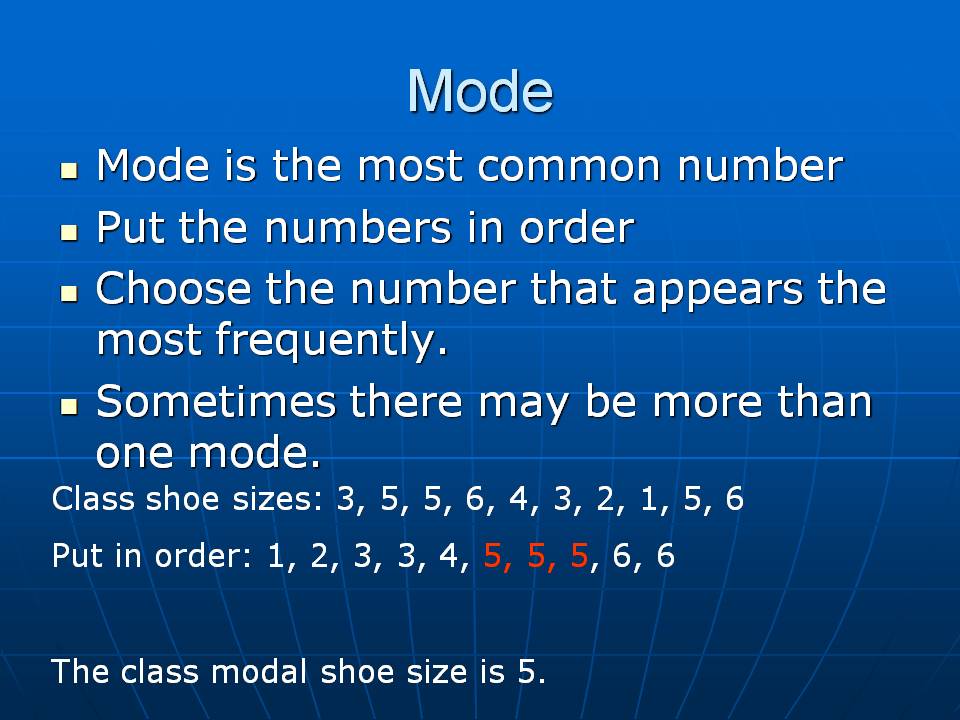 Mode
Mode is the most common number
Put the numbers in order
Choose the number that appears the
most frequently.
Sometimes there may be more than
one mode.
Class shoe sizes: 3, 5, 5, 6, 4, 3, 2, 1, 5, 6
Put in order: 1, 2, 3, 3, 4, 5, 5, 5, 6, 6
The class modal shoe size is 5.